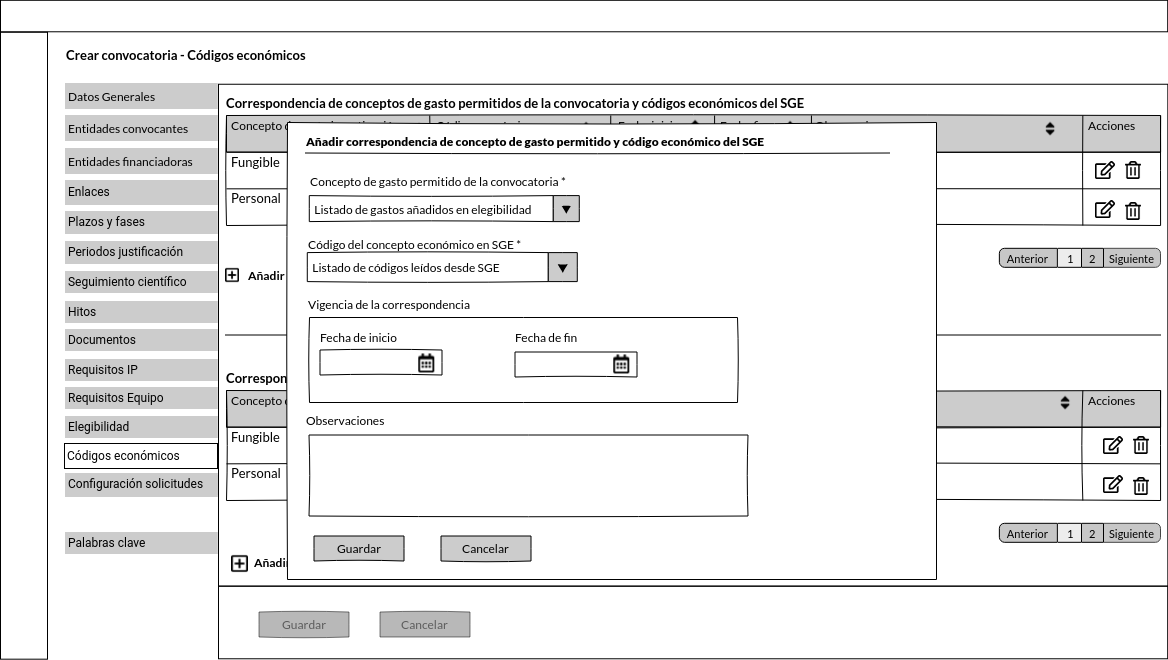 Crear convocatoria - Códigos económicos
Datos Generales
Entidades convocantes
Entidades financiadoras
Enlaces
Plazos y fases
Periodos justificación
Seguimiento científico
Hitos
Documentos
Requisitos IP
Requisitos Equipo
Elegibilidad
Códigos económicos
Configuración solicitudes
Palabras clave
Correspondencia de conceptos de gasto permitidos de la convocatoria y códigos económicos del SGE
Concepto
Acciones
Fungible
Personal
Anterior 1 2 Siguiente
Añadir
Añadir correspondencia de concepto de gasto permitido y código económico del SGE
Concepto de gasto permitido de la convocatoria *
Listado de gastos añadidos en elegibilidad
Código del concepto económico en SGE *
Listado de códigos leídos desde SGE
Vigencia de la correspondencia
Fecha de inicio
Fecha de fin
Observaciones
Guardar
Cancelar
Correspon
Concepto
Acciones
Fungible
Personal
Anterior 1 2 Siguiente
Añadi
Guardar
Cancelar